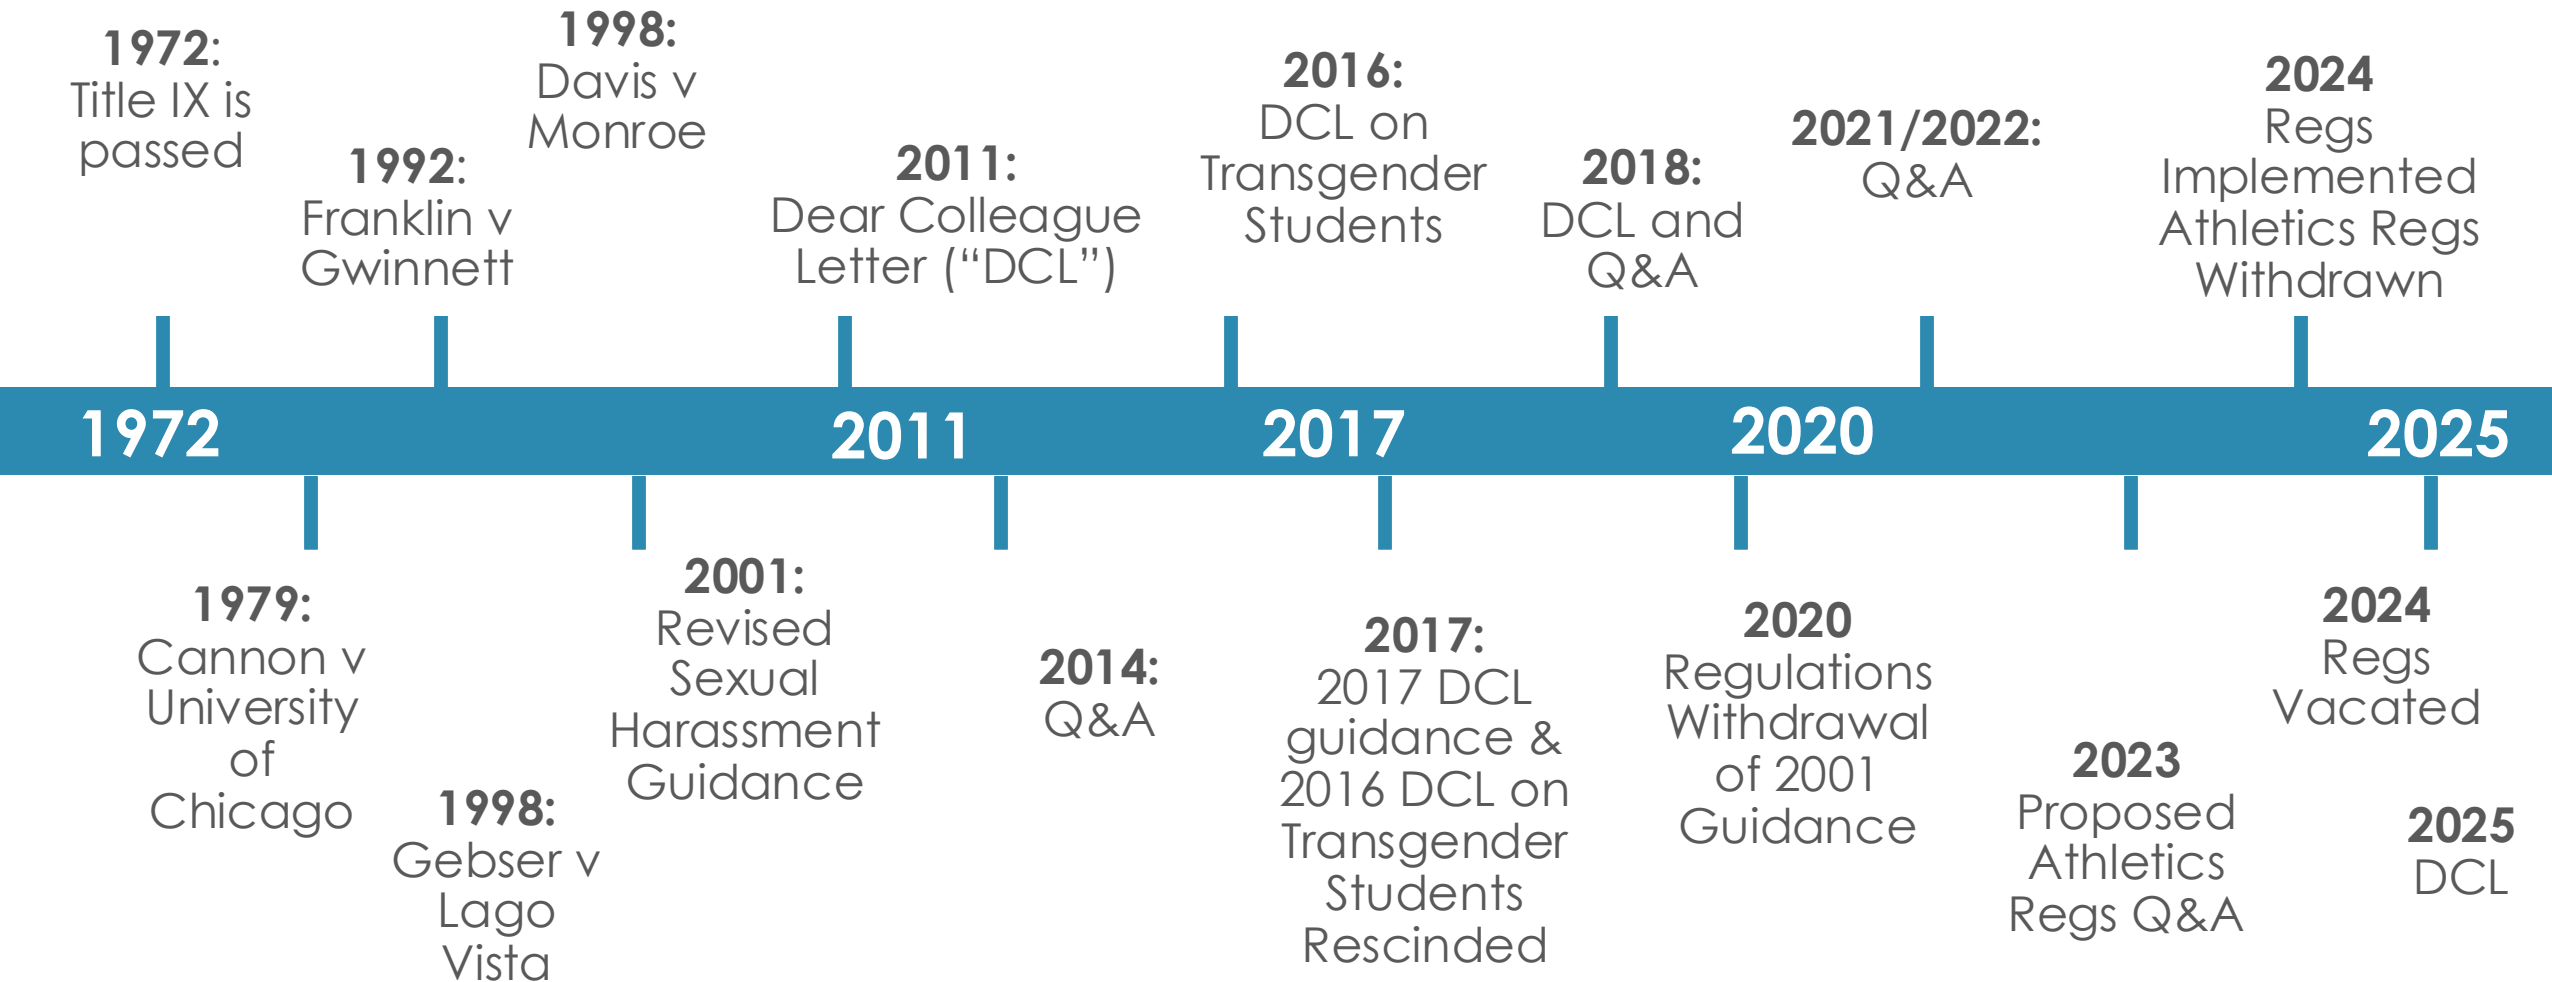 1972:
Title IX is
passed
1992:
Franklin v
Gwinnett
1998:
Davis v
Monroe
2011:
Dear Colleague
Letter (“DCL”)
2016:
DCL on
Transgender
Students
2018:
DCL and
Q&A
2021/2022:
Q&A
2024
Regs
Implemented
Athletics Regs
Withdrawn
1972
2011
2017
2020
2025
1979:
Cannon v
University
of
Chicago
1998:
Gebser v
Lago
Vista
2001:
Revised
Sexual
Harassment
Guidance
2014:
Q&A
2017:
2017 DCL
guidance &
2016 DCL on
Transgender
Students
Rescinded
2020
Regulations
Withdrawal
of 2001
Guidance
2023
Proposed
Athletics
Regs Q&A
2024
Regs
Vacated
2025
DCL